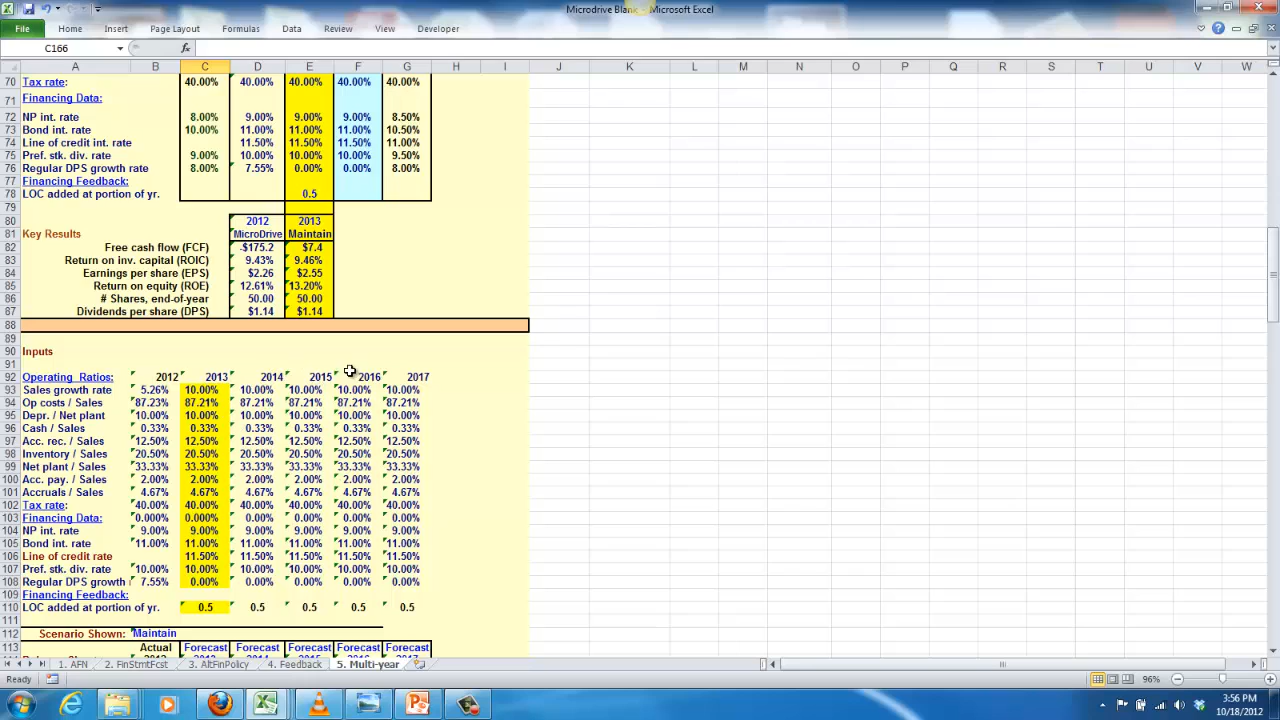 Microdrive Blank - Microsoft Excel
File Home Insert Page Layout Formulas Data Review View Developer
C166 fx
A B C D E F G H I J K L M N O P Q R S T U V W
70 Tax rate: 40.00% 40.00% 40.00% 40.00% 40.00%
71 Financing Data:
72 NP int. rate 8.00% 9.00% 9.00% 9.00% 8.50%
73 Bond int. rate 10.00% 11.00% 11.00% 11.00% 10.50%
74 Line of credit int. rate 11.50% 11.50% 11.50% 11.00%
75 Pref. stk. div. rate 9.00% 10.00% 10.00% 10.00% 9.50%
76 Regular DPS growth rate 8.00% 7.55% 0.00% 0.00% 8.00%
77 Financing Feedback:
78 LOC added at portion of yr. 0.5
79
80 2012 2013
81 Key Results MicroDrive Maintain
82 Free cash flow (FCF) -$175.2 $7.4
83 Return on inv. capital (ROIC) 9.43% 9.46%
84 Earnings per share (EPS) $2.26 $2.55
85 Return on equity (ROE) 12.61% 13.20%
86 # Shares, end-of-year 50.00 50.00
87 Dividends per share (DPS) $1.14 $1.14
88
89
90 Inputs
91
92 Operating Ratios: 2012 2013 2014 2015 2016 2017
93 Sales growth rate 5.26% 10.00% 10.00% 10.00% 10.00% 10.00%
94 Op costs / Sales 87.23% 87.21% 87.21% 87.21% 87.21% 87.21%
95 Depr. / Net plant 10.00% 10.00% 10.00% 10.00% 10.00% 10.00%
96 Cash / Sales 0.33% 0.33% 0.33% 0.33% 0.33% 0.33%
97 Acc. rec. / Sales 12.50% 12.50% 12.50% 12.50% 12.50% 12.50%
98 Inventory / Sales 20.50% 20.50% 20.50% 20.50% 20.50% 20.50%
99 Net plant / Sales 33.33% 33.33% 33.33% 33.33% 33.33% 33.33%
100 Acc. pay. / Sales 2.00% 2.00% 2.00% 2.00% 2.00% 2.00%
101 Accruals / Sales 4.67% 4.67% 4.67% 4.67% 4.67% 4.67%
102 Tax rate: 40.00% 40.00% 40.00% 40.00% 40.00% 40.00%
103 Financing Data: 0.000% 0.000% 0.00% 0.00% 0.00% 0.00%
104 NP int. rate 9.00% 9.00% 9.00% 9.00% 9.00% 9.00%
105 Bond int. rate 11.00% 11.00% 11.00% 11.00% 11.00% 11.00%
106 Line of credit rate 11.50% 11.50% 11.50% 11.50% 11.50%
107 Pref. stk. div. rate 10.00% 10.00% 10.00% 10.00% 10.00% 10.00%
108 Regular DPS growth 7.55% 0.00% 0.00% 0.00% 0.00% 0.00%
109 Financing Feedback:
110 LOC added at portion of yr. 0.5 0.5 0.5 0.5 0.5
111
112 Scenario Shown: Maintain
113 Actual Forecast Forecast Forecast Forecast Forecast
1. AFN 2. FinStmtFcst 3. AltFinPolicy 4. Feedback 5. Multi-year
Ready 96%
3:56 PM
10/18/2012